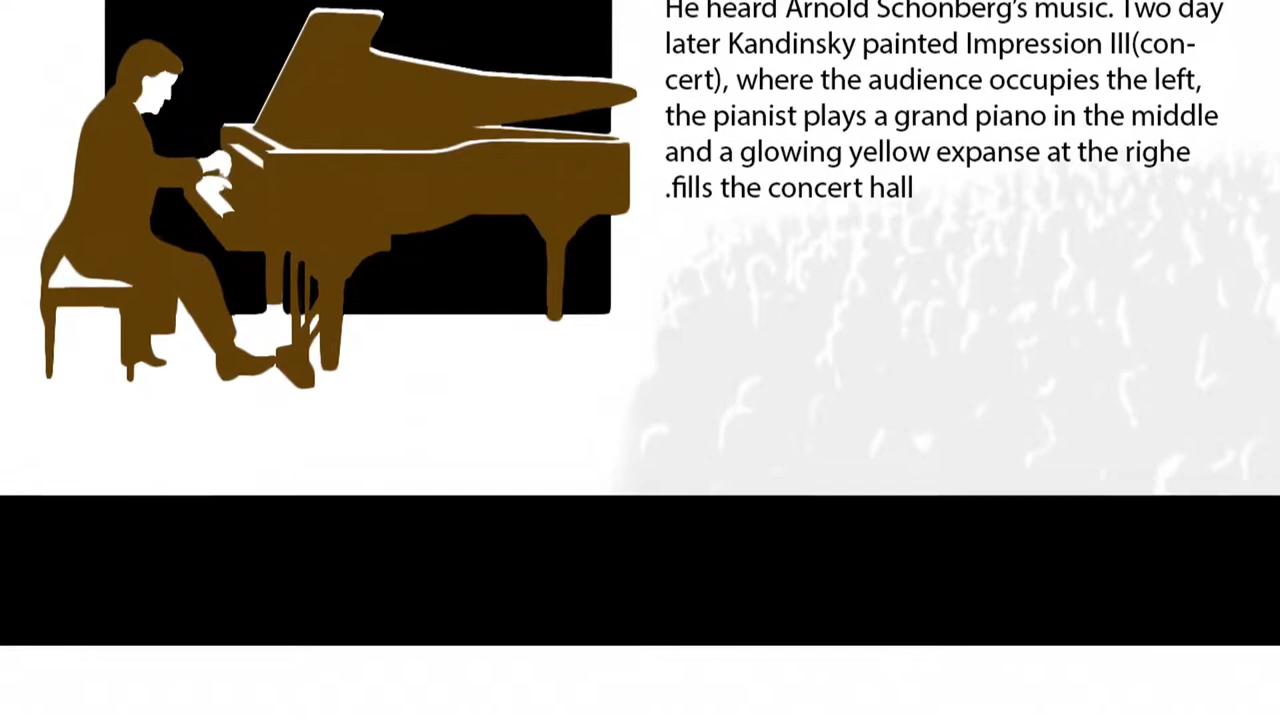 He heard Arnold Schonberg's music. Two day
later Kandinsky painted Impression III(con-
cert), where the audience occupies the left,
the pianist plays a grand piano in the middle
and a glowing yellow expanse at the righe
.fills the concert hall